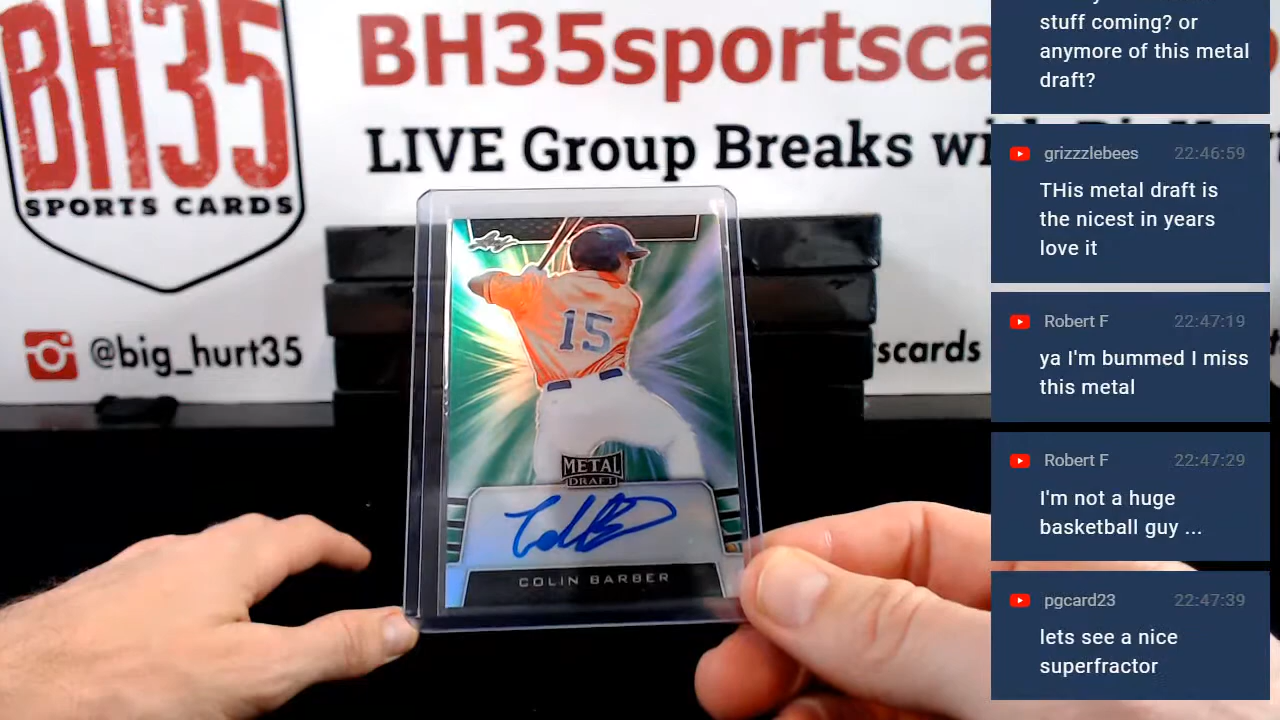 BH35
SPORTS CARDS
BH35sportsca
LIVE Group Breaks wi
@big_hurt35
scards
15
METAL
DRAFT
COLIN BARBER
stuff coming? or
anymore of this metal
draft?
grizzzlebees 22:46:59
THis metal draft is
the nicest in years
love it
Robert F 22:47:19
ya I'm bummed I miss
this metal
Robert F 22:47:29
I'm not a huge
basketball guy ...
pgcard23 22:47:39
lets see a nice
superfractor